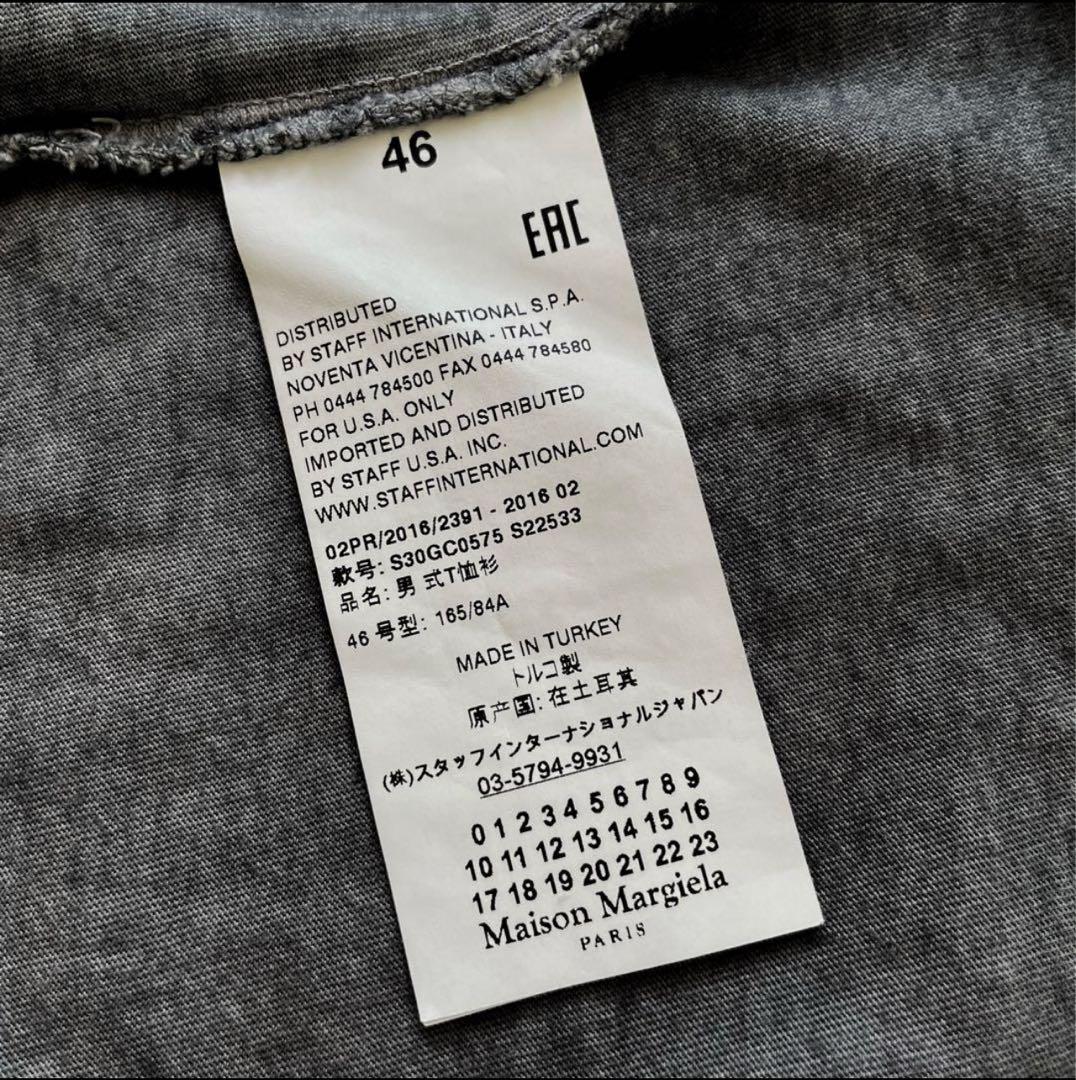 46
EAC
DISTRIBUTED
BY STAFF INTERNATIONAL S.P.A.
NOVENTA VICENTINA - ITALY
PH 0444 784500 FAX 0444 784580
FOR U.S.A. ONLY
IMPORTED AND DISTRIBUTED
BY STAFF U.S.A. INC.
WWW.STAFFINTERNATIONAL.COM
02PR/2016/2391 - 2016 02
款号: S30GC0575 S22533
品名: 男 式T恤衫
46 号型: 165/84A
MADE IN TURKEY
トルコ製
原产国: 在土耳其
(株)スタッフインターナショナルジャパン
03-5794-9931
0 1 2 3 4 5 6 7 8 9
10 11 12 13 14 15 16
17 18 19 20 21 22 23
Maison Margiela
PARIS